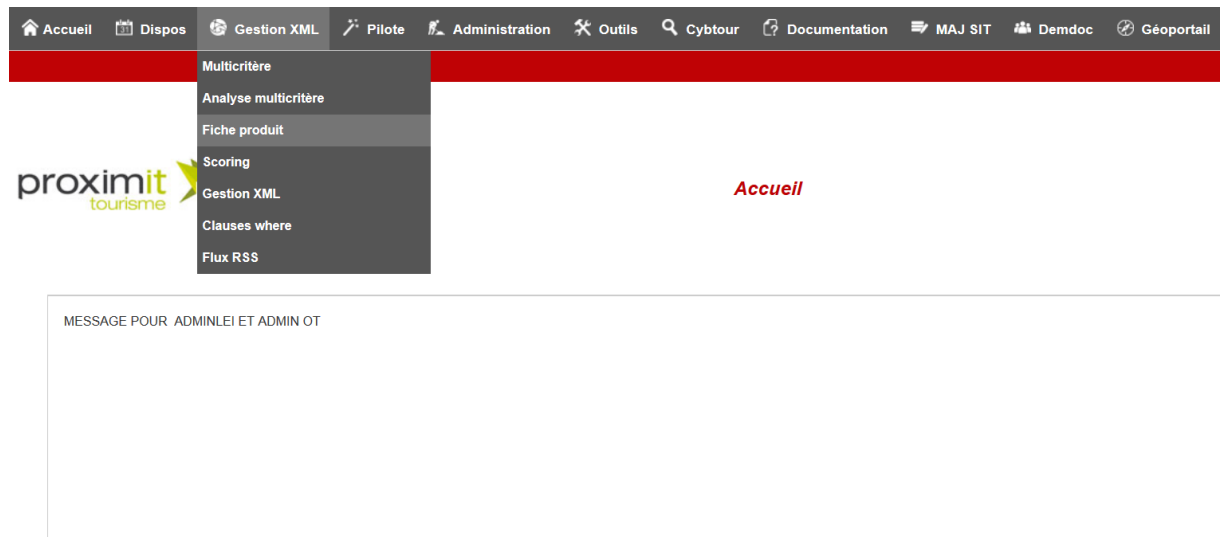 Accueil Dispos Gestion XML Pilote Administration Outils Cybtour Documentation MAJ SIT Demdoc Géoportail
Multicritère
Analyse multicritère
Fiche produit
Scoring
Gestion XML
Clauses where
Flux RSS
proximit
tourisme
Accueil
MESSAGE POUR ADMINLEI ET ADMIN OT